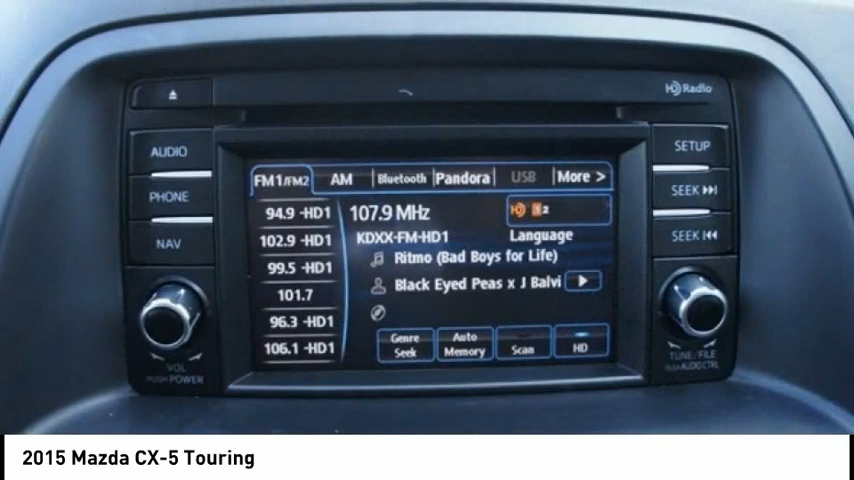 HD Radio
AUDIO
PHONE
NAV
VOL
PUSH POWER
FM1/FM2
AM
Bluetooth
Pandora
USB
More >
94.9 -HD1
102.9 -HD1
99.5 -HD1
101.7
96.3 -HD1
106.1 -HD1
107.9 MHz
HD 1 2
KDXX-FM-HD1
Language
Ritmo (Bad Boys for Life)
Black Eyed Peas x J Balvi
Genre
Seek
Auto
Memory
Scan
HD
SETUP
SEEK
SEEK
TUNE/FILE
PUSH AUDIO CTRL
2015 Mazda CX-5 Touring